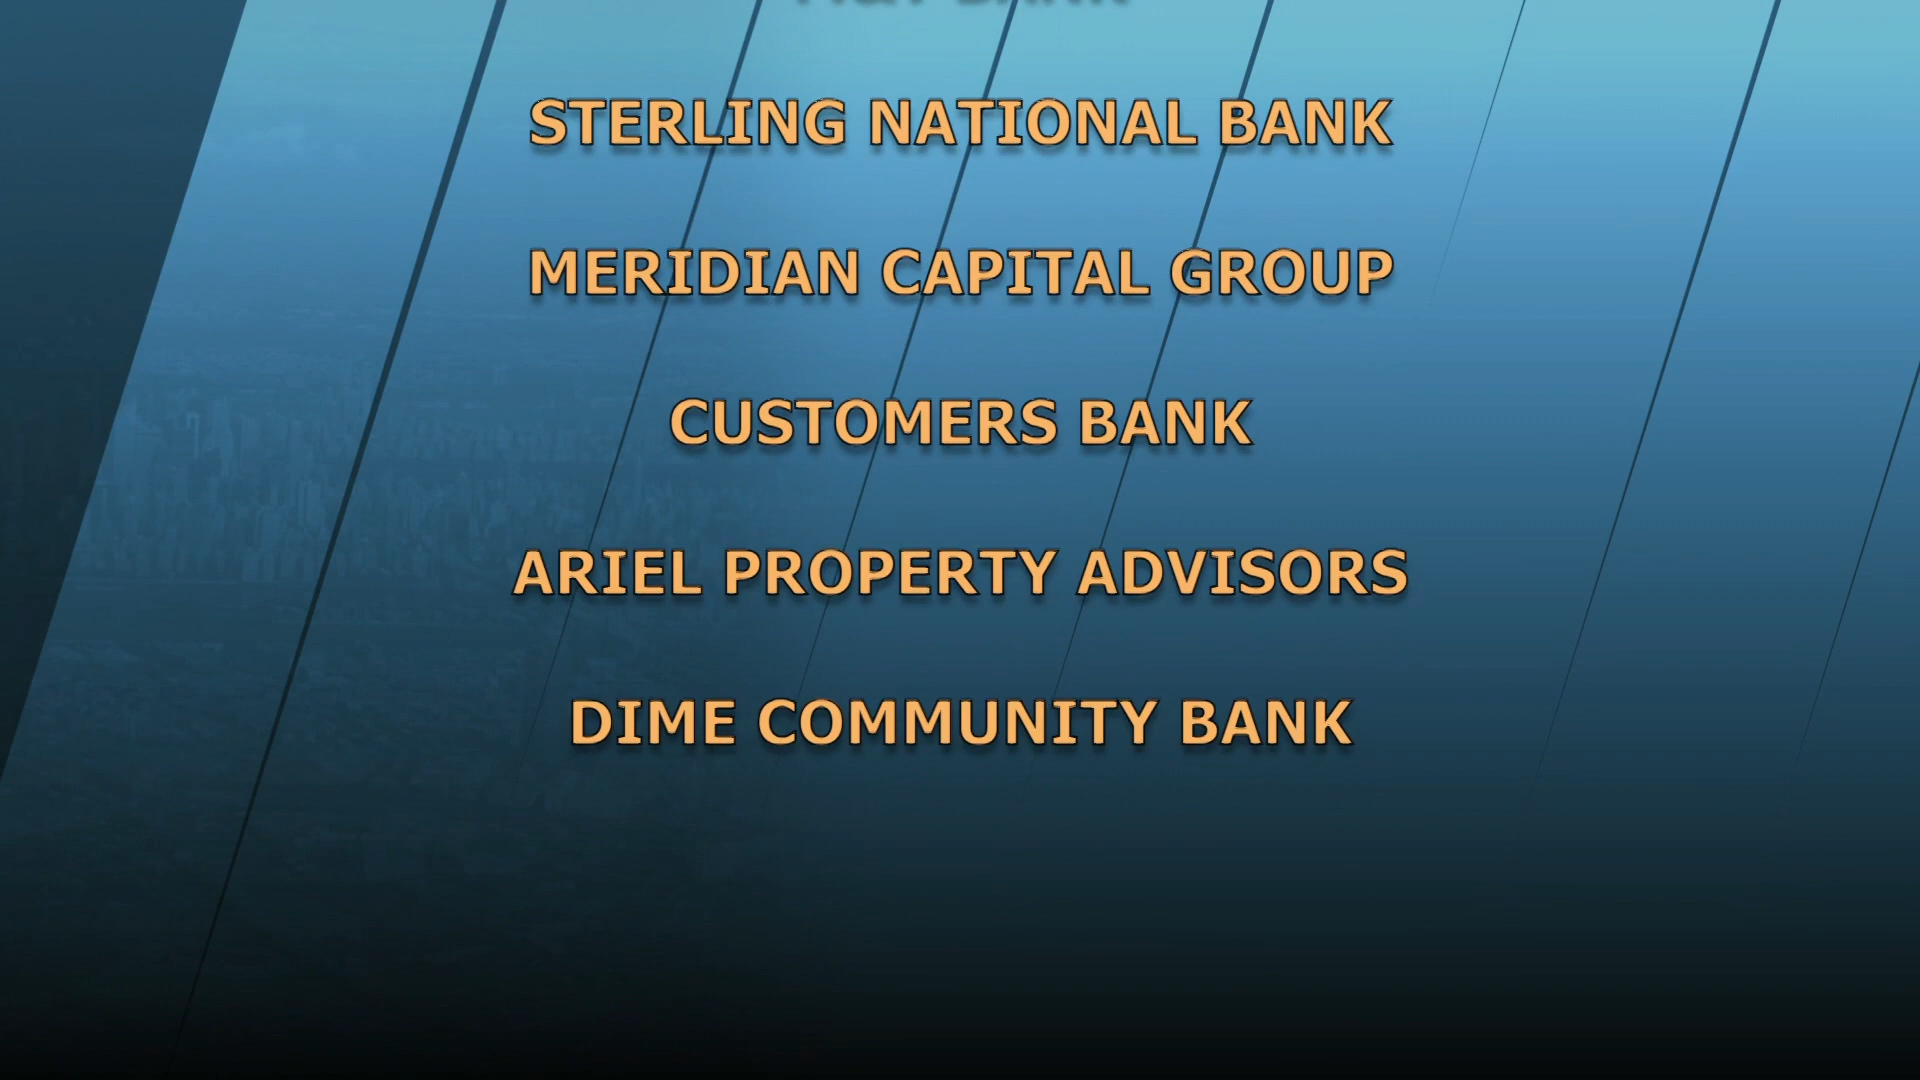 STERLING NATIONAL BANK
MERIDIAN CAPITAL GROUP
CUSTOMERS BANK
ARIEL PROPERTY ADVISORS
DIME COMMUNITY BANK